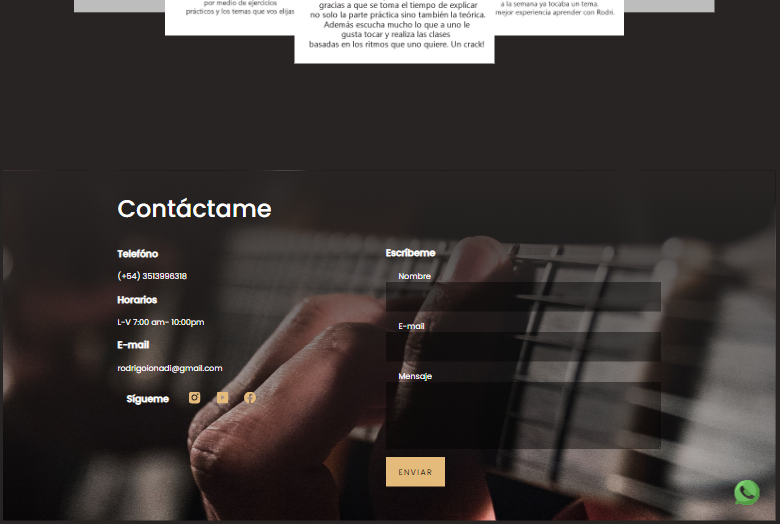 por medio de ejercicios
prácticos y los temas que vos elijas
gracias a que se toma el tiempo de explicar
no solo la parte práctica sino también la teórica.
Además escucha mucho lo que a uno le
gusta tocar y realiza las clases
basadas en los ritmos que uno quiere. Un crack!
a la semana ya tocaba un tema.
mejor experiencia aprender con Rodri.
Contáctame
Telefóno
(+54) 3513996318
Horarios
L-V 7:00 am- 10:00pm
E-mail
rodrigoionadi@gmail.com
Sígueme
Escríbeme
Nombre
E-mail
Mensaje
ENVIAR